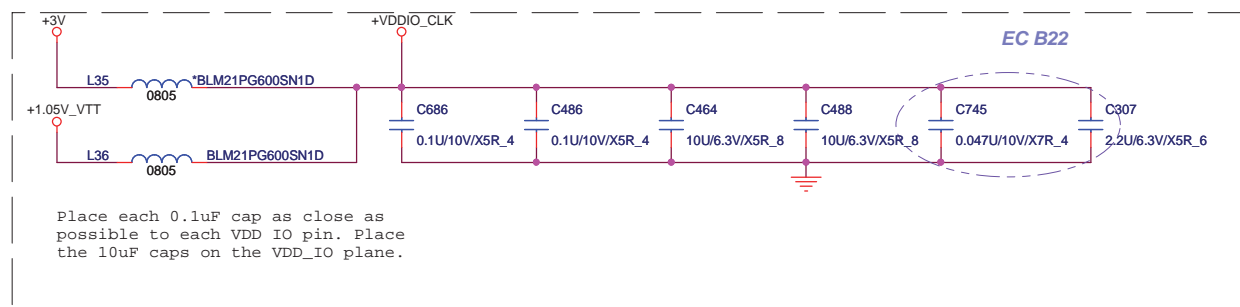 +3V
+VDDIO_CLK
EC B22
L35
*BLM21PG600SN1D
0805
+1.05V_VTT
C686
C486
C464
C488
C745
C307
0.1U/10V/X5R_4
0.1U/10V/X5R_4
10U/6.3V/X5R_8
10U/6.3V/X5R_8
0.047U/10V/X7R_4
2.2U/6.3V/X5R_6
L36
BLM21PG600SN1D
0805
Place each 0.1uF cap as close as
possible to each VDD IO pin. Place
the 10uF caps on the VDD_IO plane.